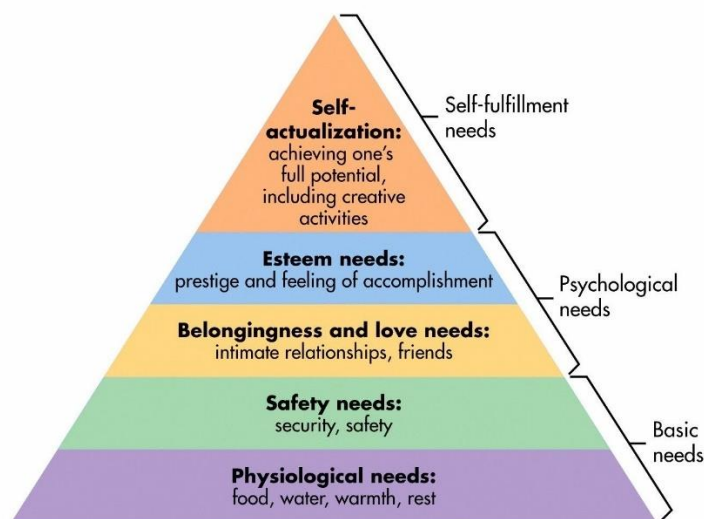 Self-
actualization:
achieving one's
full potential,
including creative
activities
Self-fulfillment
needs
Esteem needs:
prestige and feeling of accomplishment
Belongingness and love needs:
intimate relationships, friends
Psychological
needs
Safety needs:
security, safety
Physiological needs:
food, water, warmth, rest
Basic
needs